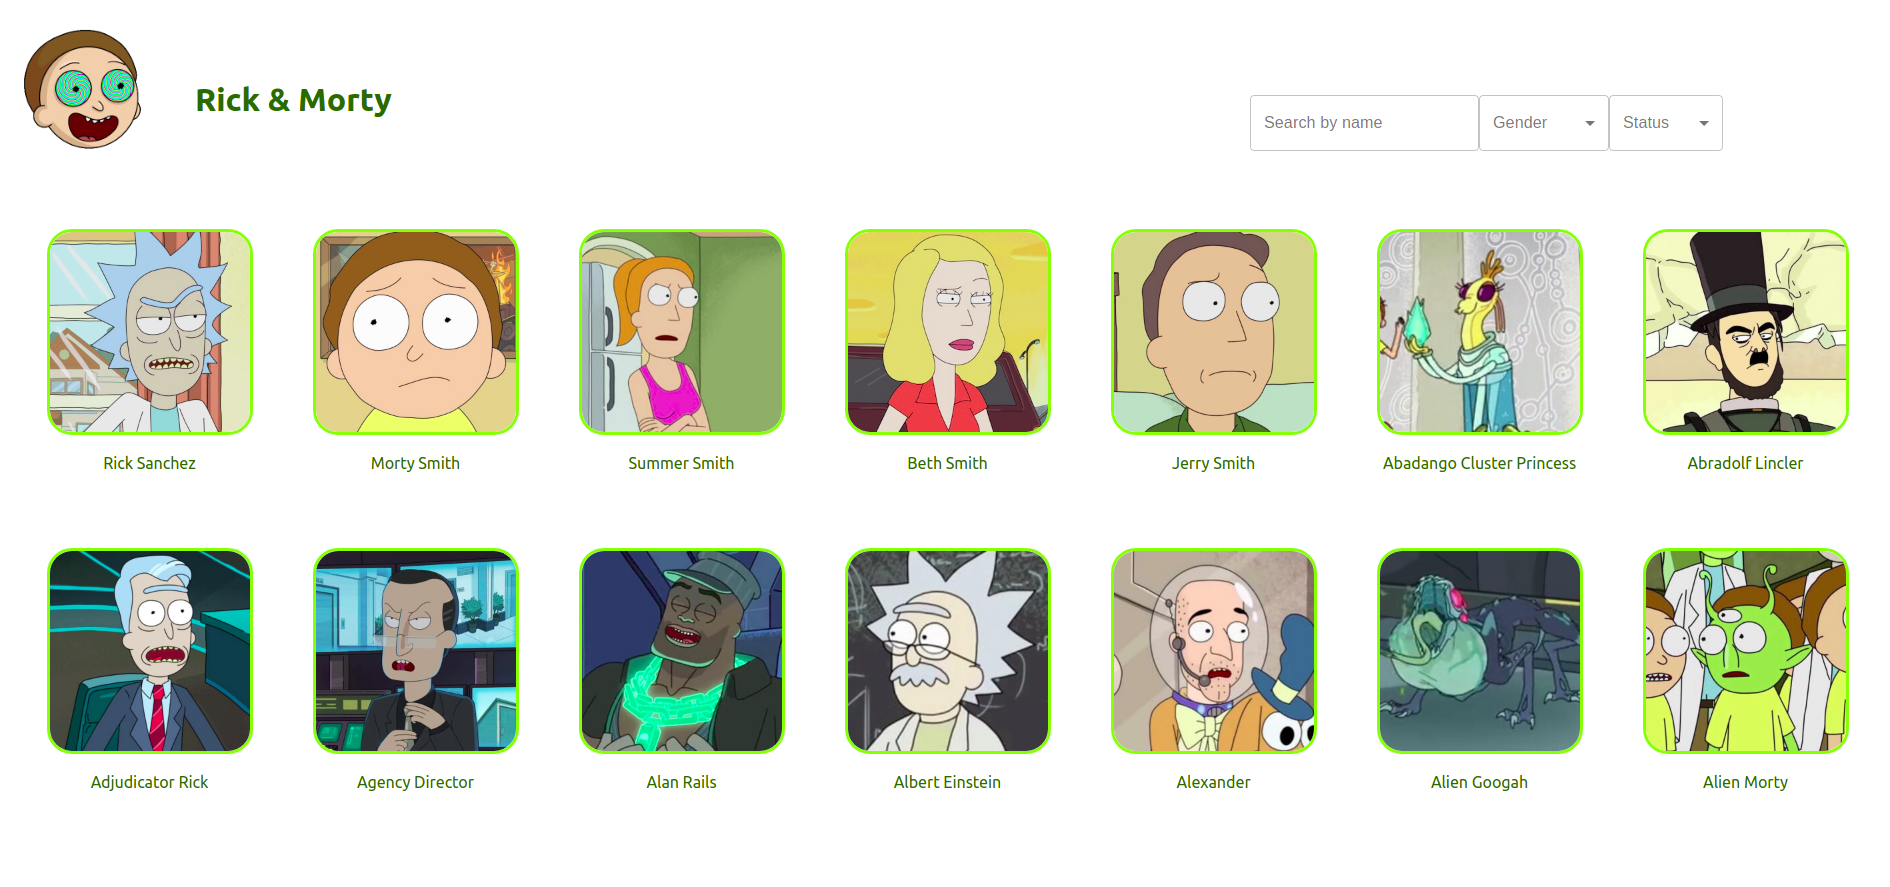 Rick & Morty
Search by name
Gender
Status
Rick Sanchez
Morty Smith
Summer Smith
Beth Smith
Jerry Smith
Abadango Cluster Princess
Abradolf Lincler
Adjudicator Rick
Agency Director
Alan Rails
Albert Einstein
Alexander
Alien Googah
Alien Morty